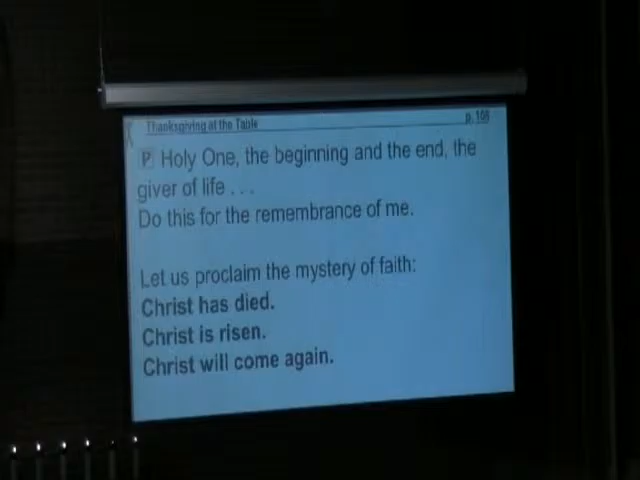 Thanksgiving at the Table p. 108
P Holy One, the beginning and the end, the
giver of life . . .
Do this for the remembrance of me.
Let us proclaim the mystery of faith:
Christ has died.
Christ is risen.
Christ will come again.